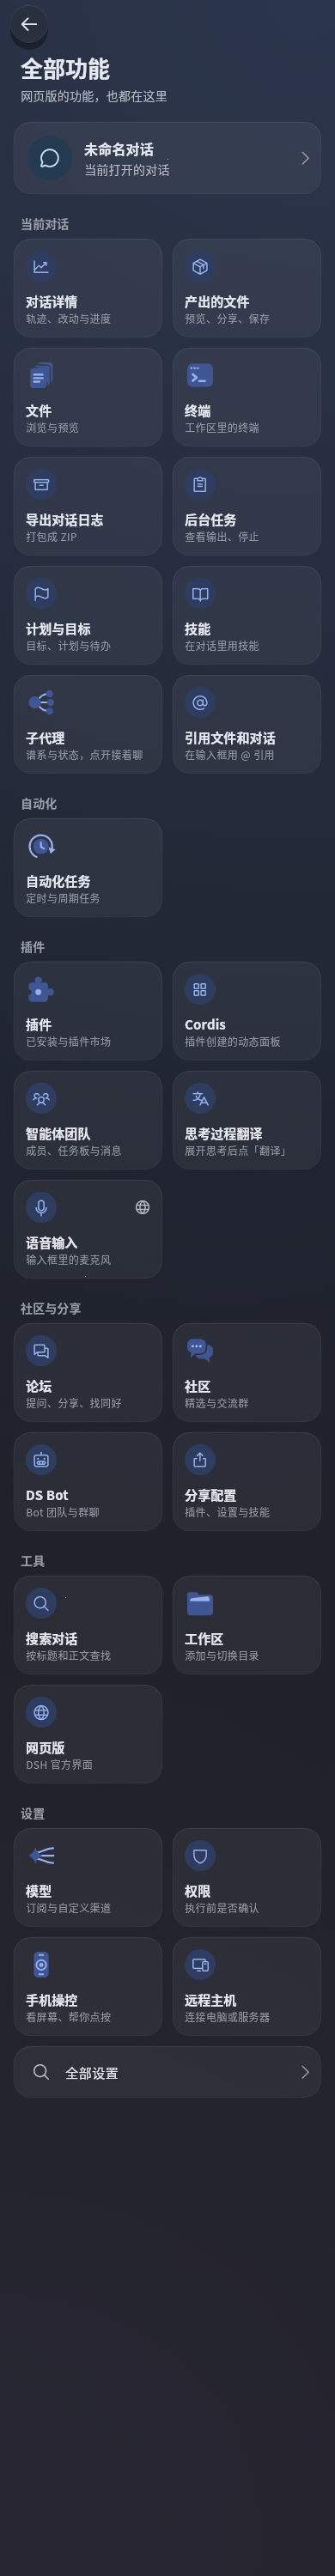 全部功能
网页版的功能，也都在这里
未命名对话
当前打开的对话
当前对话
对话详情
轨迹、改动与进度
产出的文件
预览、分享、保存
文件
浏览与预览
终端
工作区里的终端
导出对话日志
打包成 ZIP
后台任务
查看输出、停止
计划与目标
目标、计划与待办
技能
在对话里用技能
子代理
谱系与状态，点开接着聊
引用文件和对话
在输入框用 @ 引用
自动化
自动化任务
定时与周期任务
插件
插件
已安装与插件市场
Cordis
插件创建的动态面板
智能体团队
成员、任务板与消息
思考过程翻译
展开思考后点「翻译」
语音输入
输入框里的麦克风
社区与分享
论坛
提问、分享、找同好
社区
精选与交流群
DS Bot
Bot 团队与群聊
分享配置
插件、设置与技能
工具
搜索对话
按标题和正文查找
工作区
添加与切换目录
网页版
DSH 官方界面
设置
模型
订阅与自定义渠道
权限
执行前是否确认
手机操控
看屏幕、帮你点按
远程主机
连接电脑或服务器
全部设置